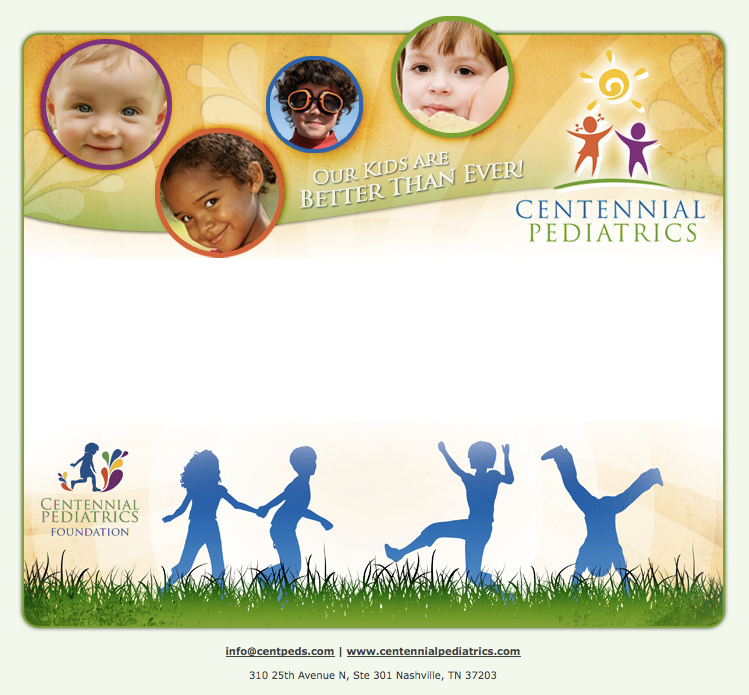 Our Kids are
Better Than Ever!
CENTENNIAL
PEDIATRICS
Centennial
Pediatrics
FOUNDATION
info@centpeds.com | www.centennialpediatrics.com
310 25th Avenue N, Ste 301 Nashville, TN 37203